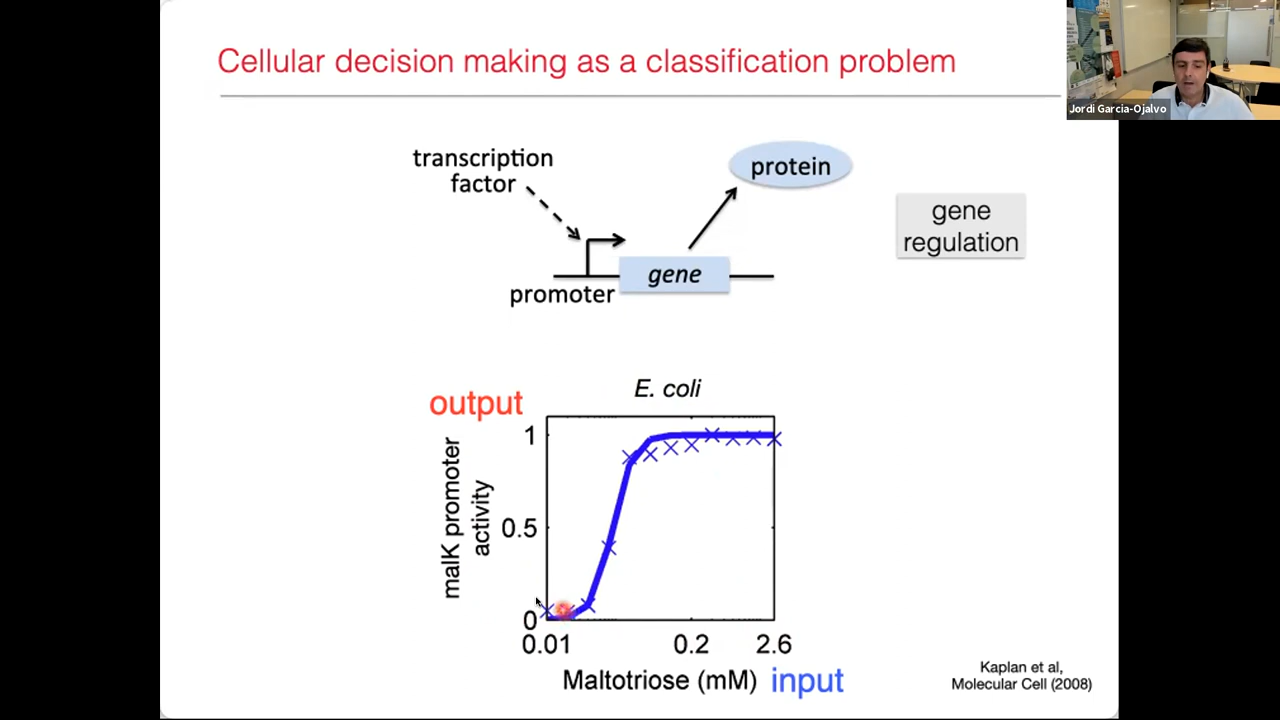 Cellular decision making as a classification problem
Jordi Garcia-Ojalvo
transcription
factor
protein
gene
regulation
gene
promoter
E. coli
output
malK promoter
activity
1
0.5
0
0.01
0.2
2.6
Maltotriose (mM)
input
Kaplan et al,
Molecular Cell (2008)